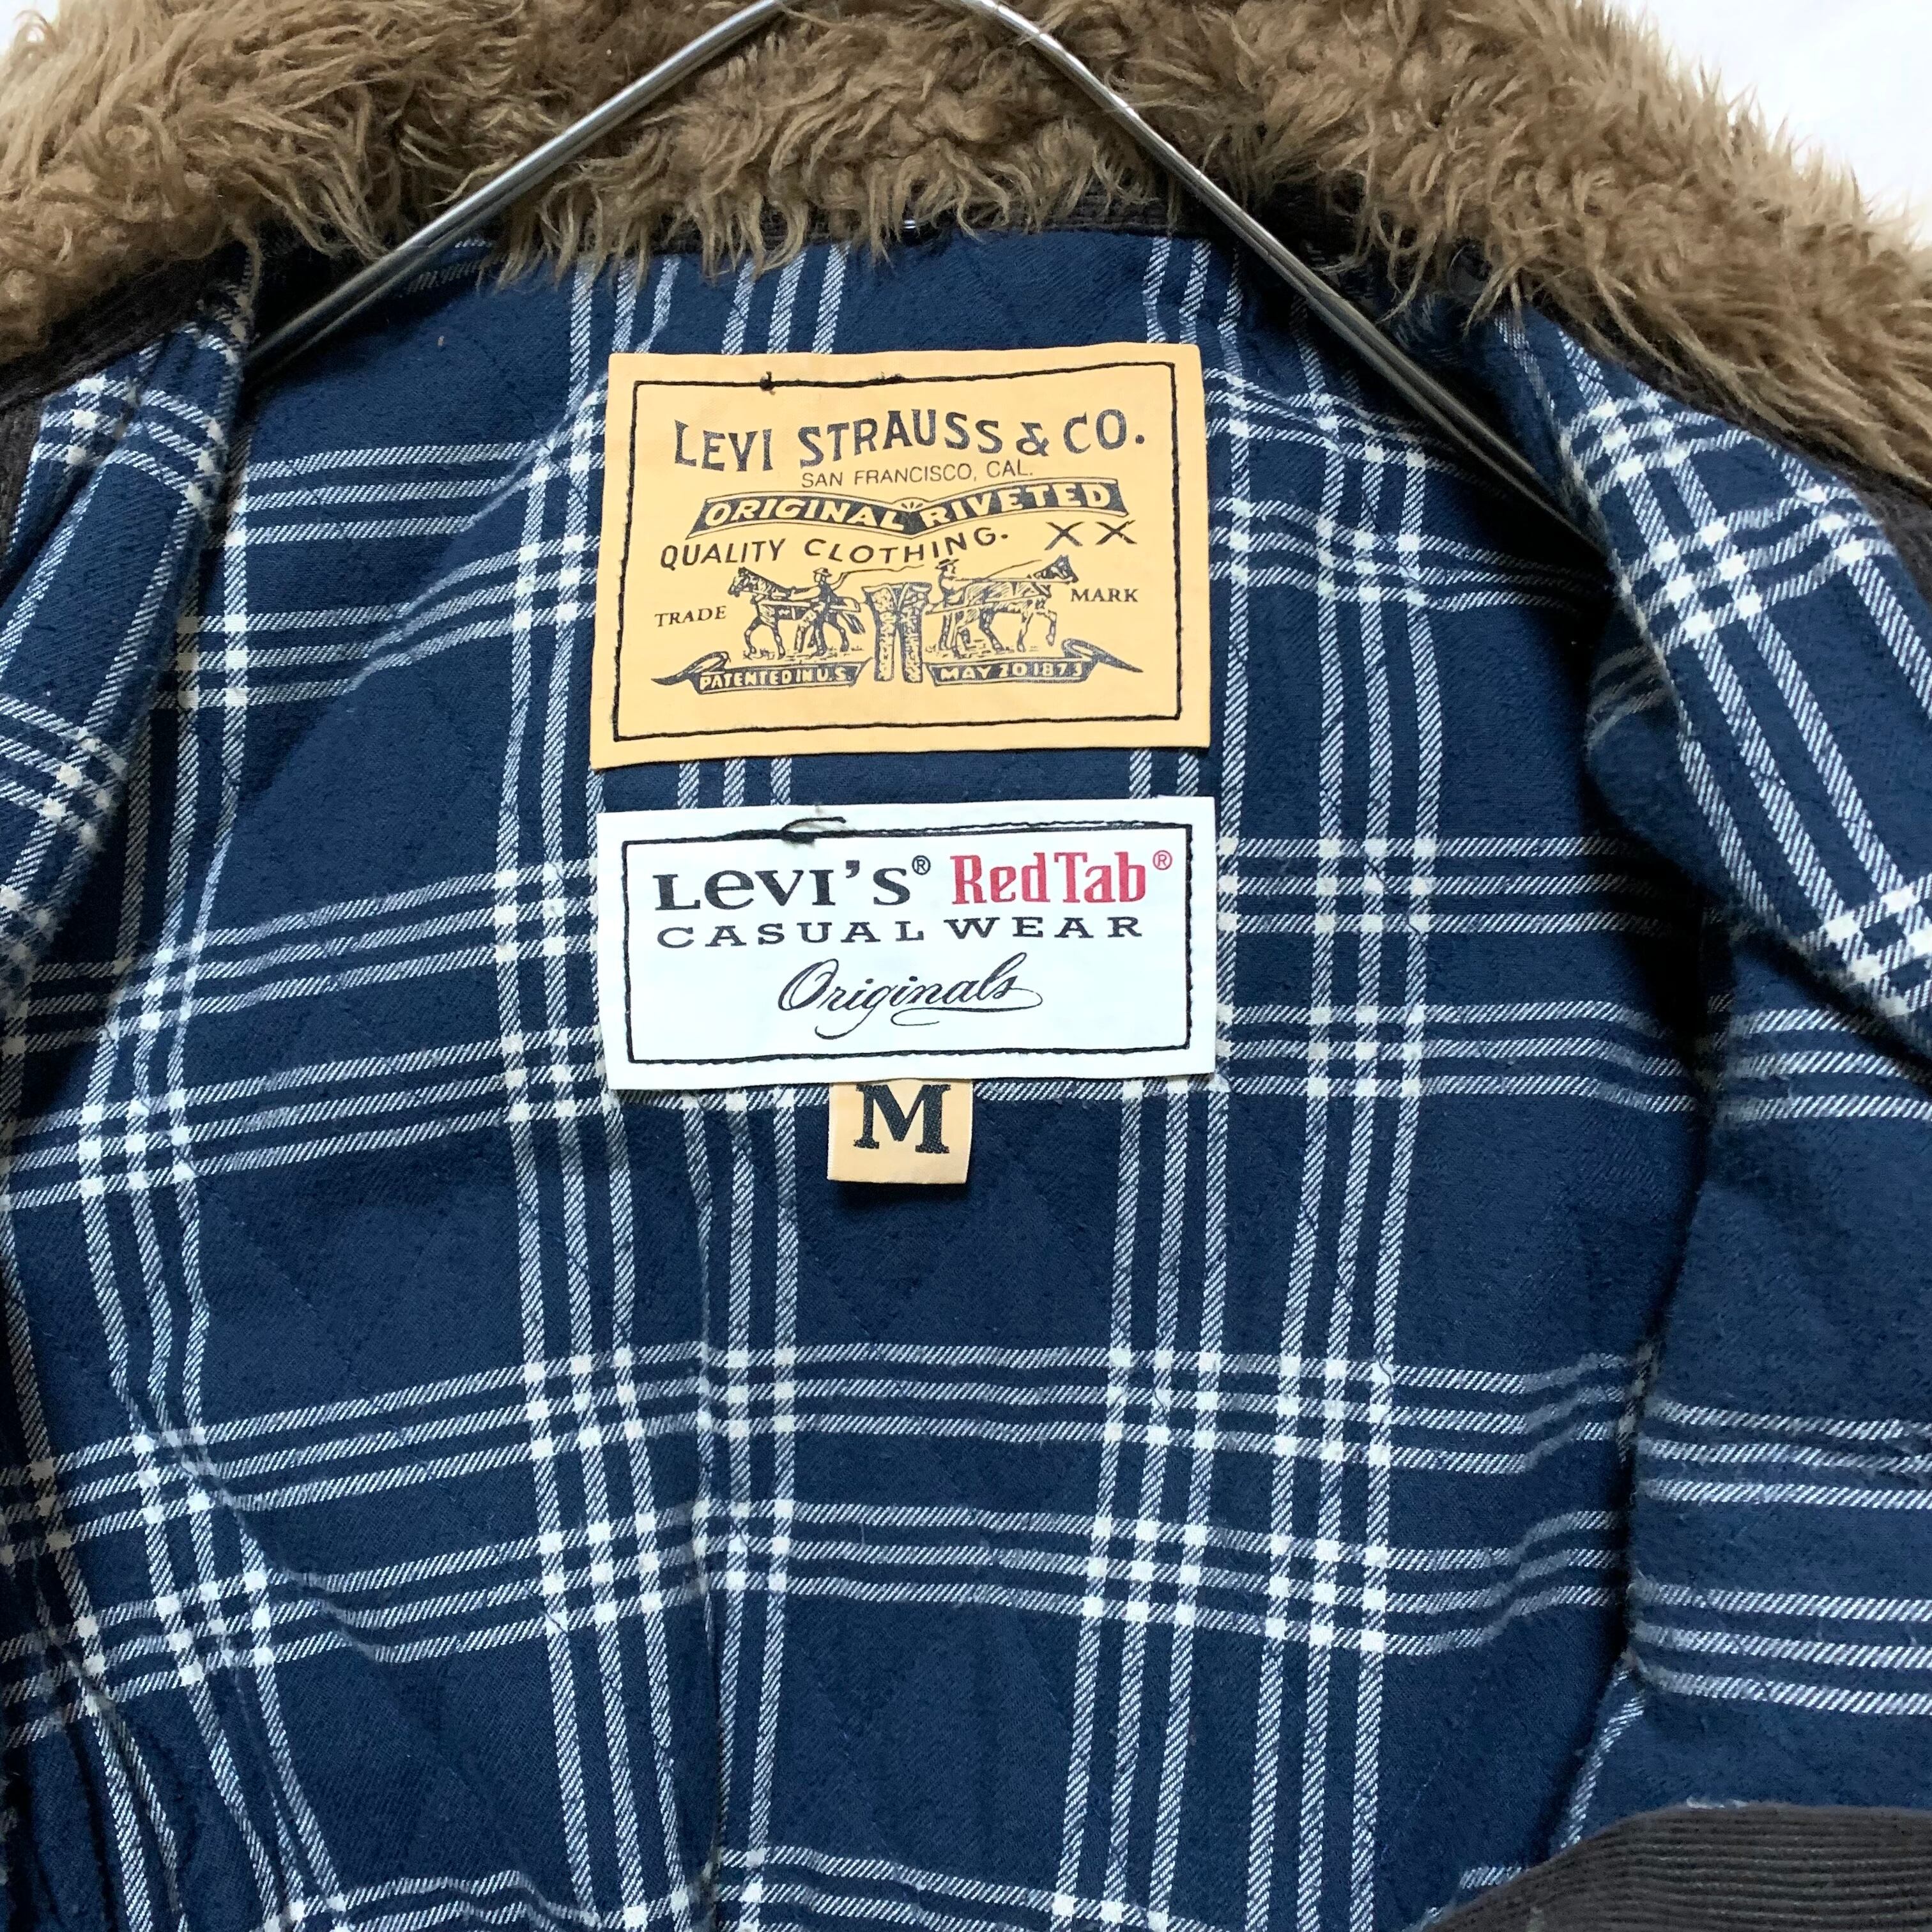 LEVI STRAUSS & CO.
SAN FRANCISCO, CAL.
ORIGINAL RIVETED
QUALITY CLOTHING. XX
TRADE MARK
PATENTED IN U.S. MAY 20 1873
Levi's® RedTab®
CASUAL WEAR
Originals
M